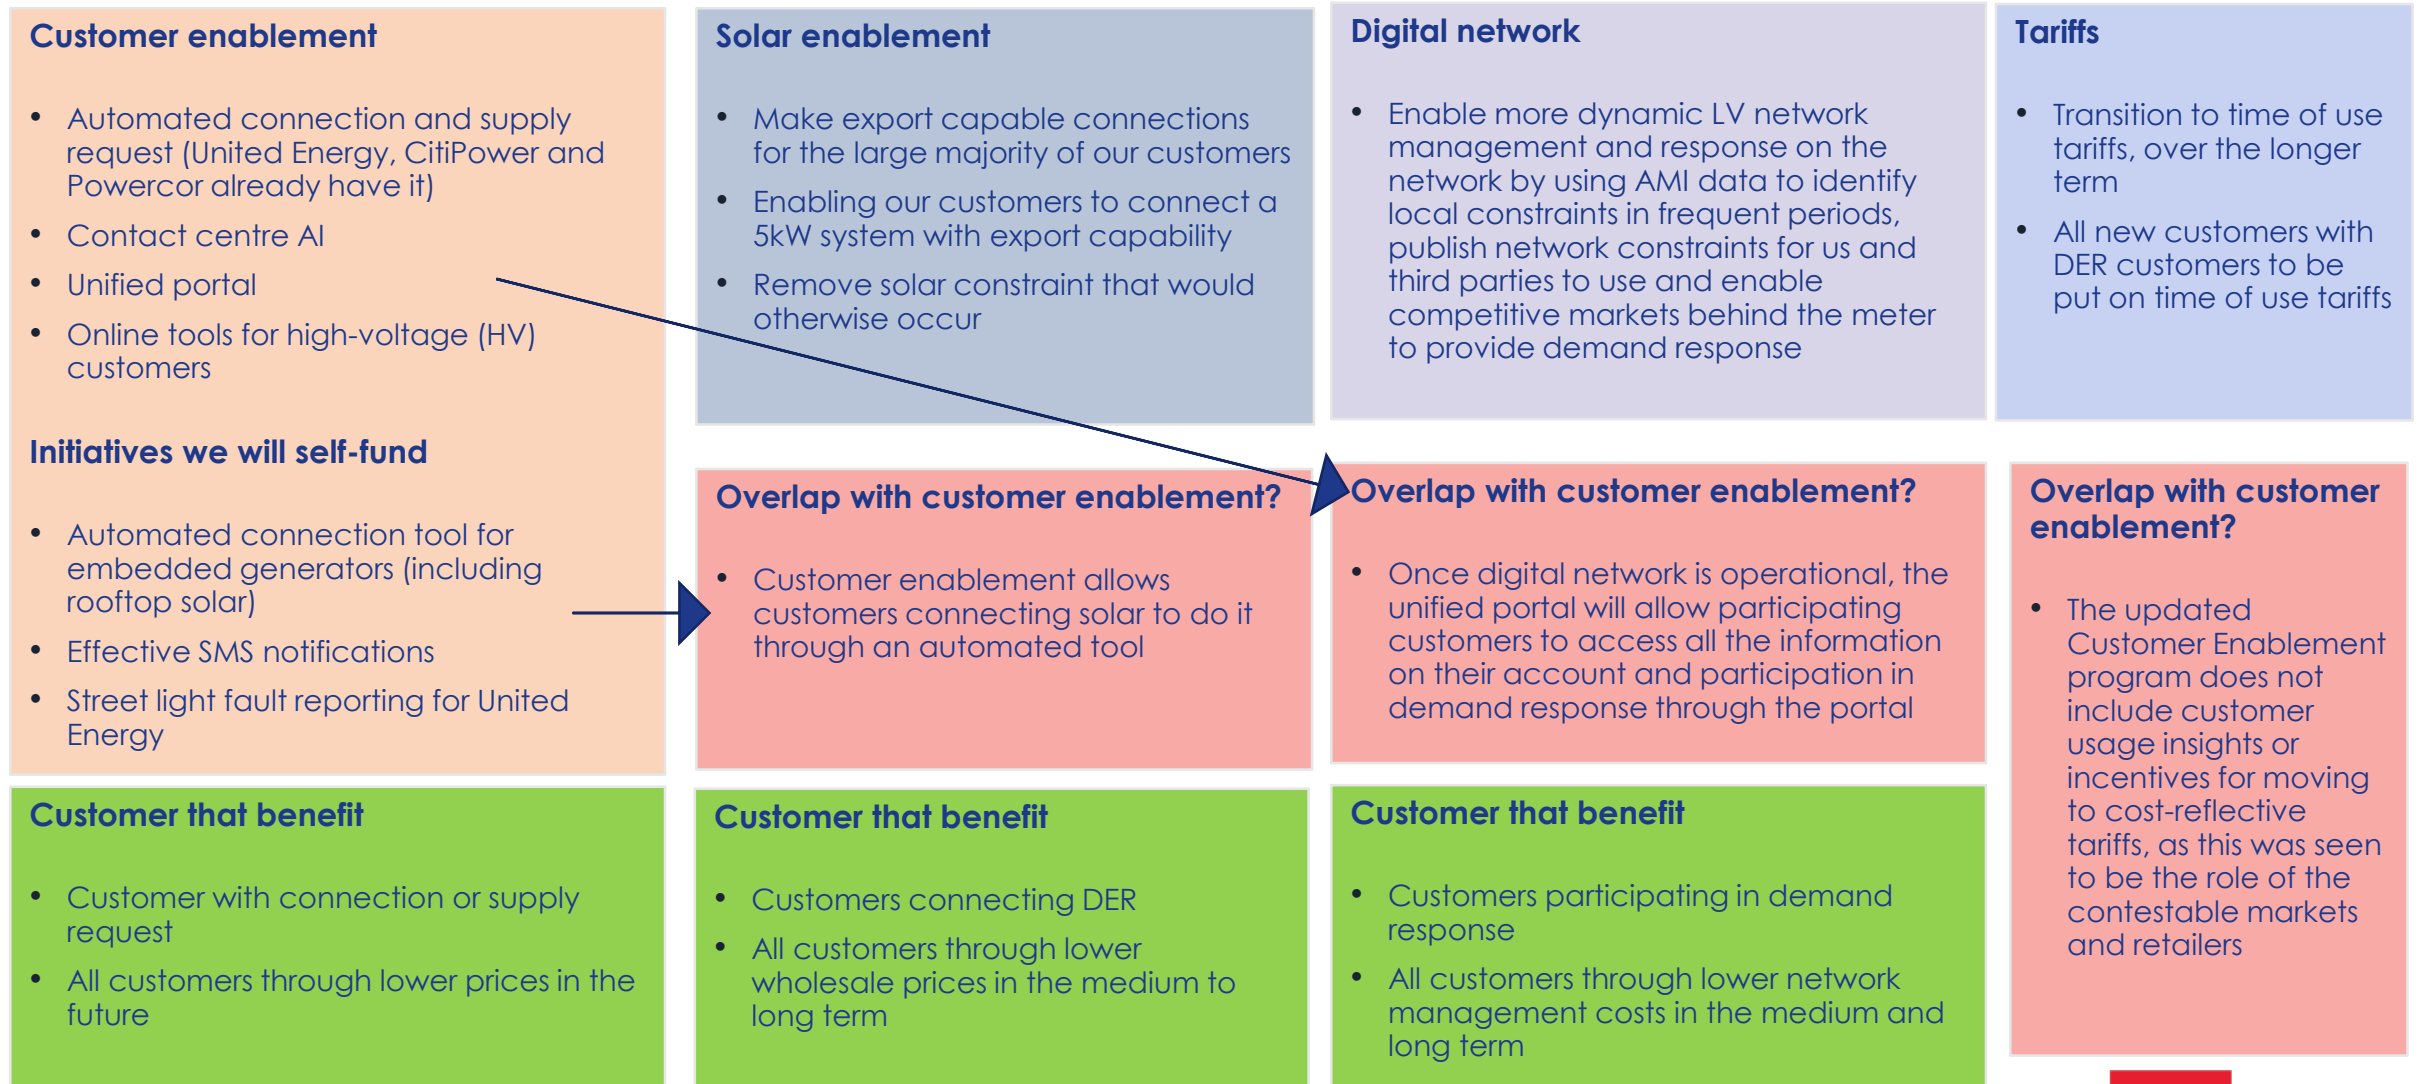 Customer enablement
• Automated connection and supply
request (United Energy, CitiPower and
Powercor already have it)
• Contact centre AI
• Unified portal
• Online tools for high-voltage (HV)
customers
Initiatives we will self-fund
• Automated connection tool for
embedded generators (including
rooftop solar)
• Effective SMS notifications
• Street light fault reporting for United
Energy
Customer that benefit
• Customer with connection or supply
request
• All customers through lower prices in the
future
Solar enablement
• Make export capable connections
for the large majority of our customers
• Enabling our customers to connect a
5kW system with export capability
• Remove solar constraint that would
otherwise occur
Overlap with customer enablement?
• Customer enablement allows
customers connecting solar to do it
through an automated tool
Customer that benefit
• Customers connecting DER
• All customers through lower
wholesale prices in the medium to
long term
Digital network
• Enable more dynamic LV network
management and response on the
network by using AMI data to identify
local constraints in frequent periods,
publish network constraints for us and
third parties to use and enable
competitive markets behind the meter
to provide demand response
Overlap with customer enablement?
• Once digital network is operational, the
unified portal will allow participating
customers to access all the information
on their account and participation in
demand response through the portal
Customer that benefit
• Customers participating in demand
response
• All customers through lower network
management costs in the medium and
long term
Tariffs
• Transition to time of use
tariffs, over the longer
term
• All new customers with
DER customers to be
put on time of use tariffs
Overlap with customer
enablement?
• The updated
Customer Enablement
program does not
include customer
usage insights or
incentives for moving
to cost-reflective
tariffs, as this was seen
to be the role of the
contestable markets
and retailers